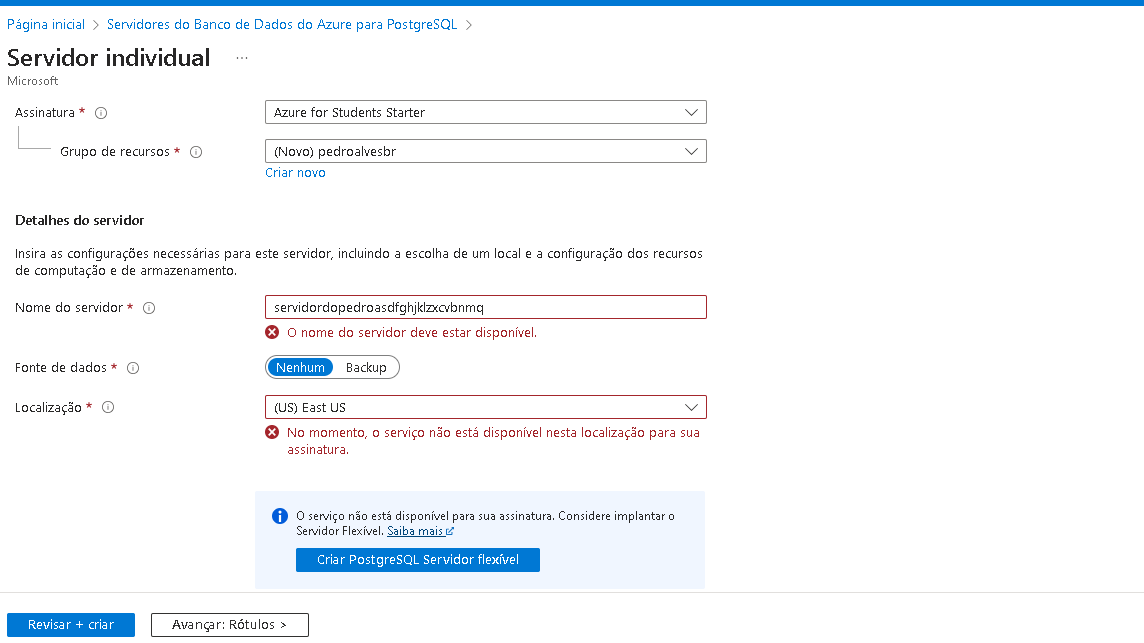 Página inicial > Servidores do Banco de Dados do Azure para PostgreSQL >
Servidor individual ...
Microsoft
Assinatura *
Azure for Students Starter
Grupo de recursos *
(Novo) pedroalvesbr
Criar novo
Detalhes do servidor
Insira as configurações necessárias para este servidor, incluindo a escolha de um local e a configuração dos recursos
de computação e de armazenamento.
Nome do servidor *
servidordopedroasdfghjklzxcvbnmq
O nome do servidor deve estar disponível.
Fonte de dados *
Nenhum Backup
Localização *
(US) East US
No momento, o serviço não está disponível nesta localização para sua
assinatura.
O serviço não está disponível para sua assinatura. Considere implantar o
Servidor Flexível. Saiba mais
Criar PostgreSQL Servidor flexível
Revisar + criar Avançar: Rótulos >